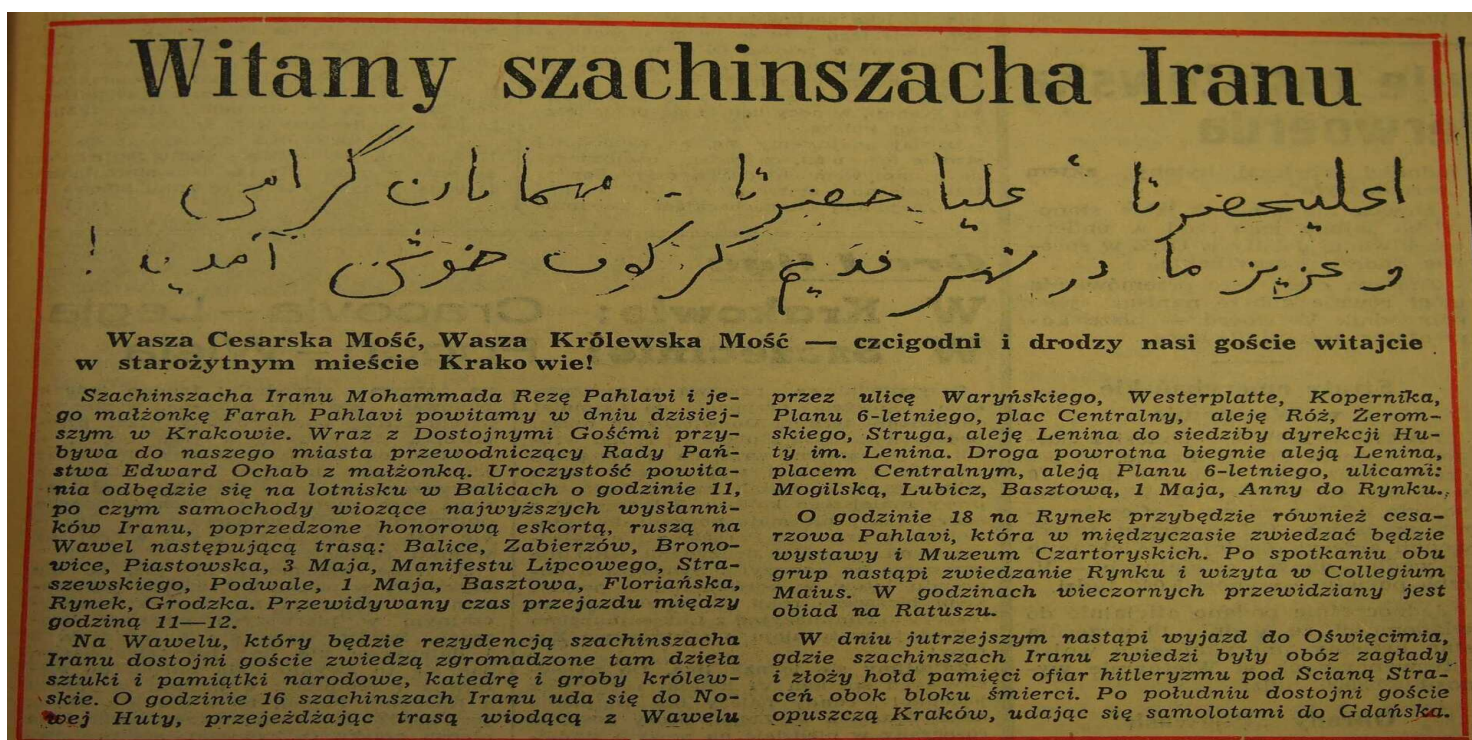 Witamy szachinszacha Iranu
اعلیحضرتا علیا حضرتا - مهمانان گرامی
و عزیز ما در شهر قدیم کرکوف خوش آمدید !
Wasza Cesarska Mość, Wasza Królewska Mość — czcigodni i drodzy nasi goście witajcie
w starożytnym mieście Krako wie!
Szachinszacha Iranu Mohammada Rezę Pahlavi i je-
go małżonkę Farah Pahlavi powitamy w dniu dzisiej-
szym w Krakowie. Wraz z Dostojnymi Gośćmi przy-
bywa do naszego miasta przewodniczący Rady Pań-
stwa Edward Ochab z małżonką. Uroczystość powita-
nia odbędzie się na lotnisku w Balicach o godzinie 11,
po czym samochody wiozące najwyższych wysłanni-
ków Iranu, poprzedzone honorową eskortą, ruszą na
Wawel następującą trasą: Balice, Zabierzów, Brono-
wice, Piastowska, 3 Maja, Manifestu Lipcowego, Stra-
szewskiego, Podwale, 1 Maja, Basztowa, Floriańska,
Rynek, Grodzka. Przewidywany czas przejazdu między
godziną 11—12.
Na Wawelu, który będzie rezydencją szachinszacha
Iranu dostojni goście zwiedzą zgromadzone tam dzieła
sztuki i pamiątki narodowe, katedrę i groby królew-
skie. O godzinie 16 szachinszach Iranu uda się do No-
wej Huty, przejeżdżając trasą wiodącą z Wawelu
przez ulicę Waryńskiego, Westerplatte, Kopernika,
Planu 6-letniego, plac Centralny, aleję Róż, Zerom-
skiego, Struga, aleję Lenina do siedziby dyrekcji Hu-
ty im. Lenina. Droga powrotna biegnie aleją Lenina,
placem Centralnym, aleją Planu 6-letniego, ulicami:
Mogilską, Lubicz, Basztową, 1 Maja, Anny do Rynku.
O godzinie 18 na Rynek przybędzie również cesa-
rzowa Pahlavi, która w międzyczasie zwiedzać będzie
wystawy i Muzeum Czartoryskich. Po spotkaniu obu
grup nastąpi zwiedzanie Rynku i wizyta w Collegium
Maius. W godzinach wieczornych przewidziany jest
obiad na Ratuszu.
W dniu jutrzejszym nastąpi wyjazd do Oświęcimia,
gdzie szachinszach Iranu zwiedzi były obóz zagłady
i złoży hołd pamięci ofiar hitleryzmu pod Scianą Stra-
ceń obok bloku śmierci. Po południu dostojni goście
opuszczą Kraków, udając się samolotami do Gdańska.